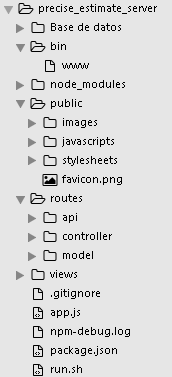 precise_estimate_server
Base de datos
bin
www
node_modules
public
images
javascripts
stylesheets
favicon.png
routes
api
controller
model
views
.gitignore
app.js
npm-debug.log
package.json
run.sh